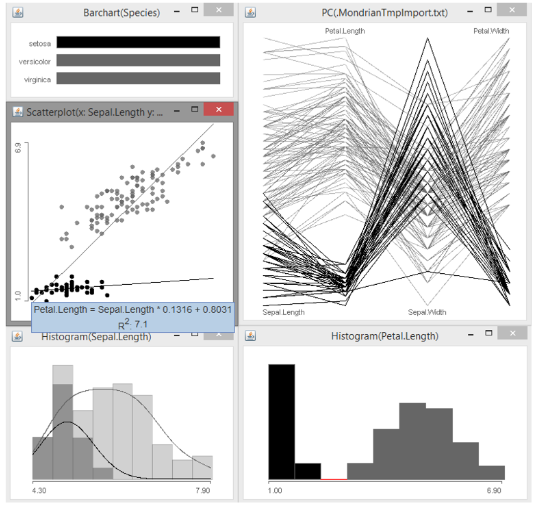 Barchart(Species)
setosa
versicolor
virginica
Scatterplot(x: Sepal.Length y: ...
6.9
1.0
Petal.Length = Sepal.Length * 0.1316 + 0.8031
R2: 7.1
PC(.MondrianTmpImport.txt)
Petal.Length
Petal.Width
Sepal.Length
Sepal.Width
Histogram(Sepal.Length)
4.30
7.90
Histogram(Petal.Length)
1.00
6.90